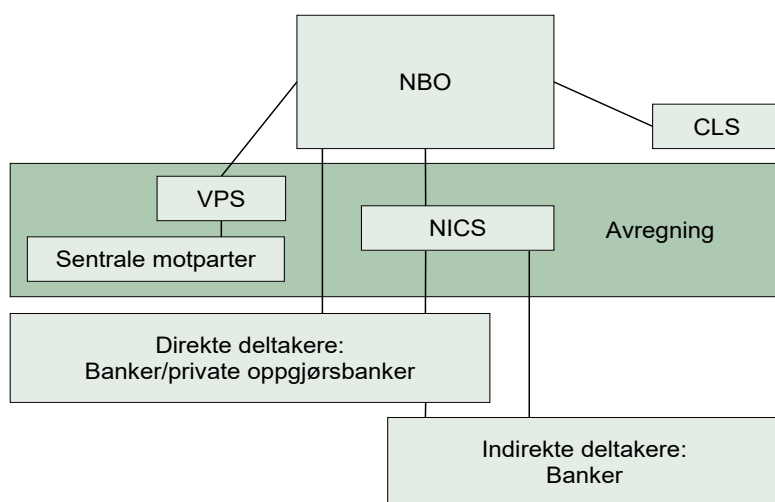 NBO
CLS
VPS
NICS
Avregning
Sentrale motparter
Direkte deltakere:
Banker/private oppgjørsbanker
Indirekte deltakere:
Banker